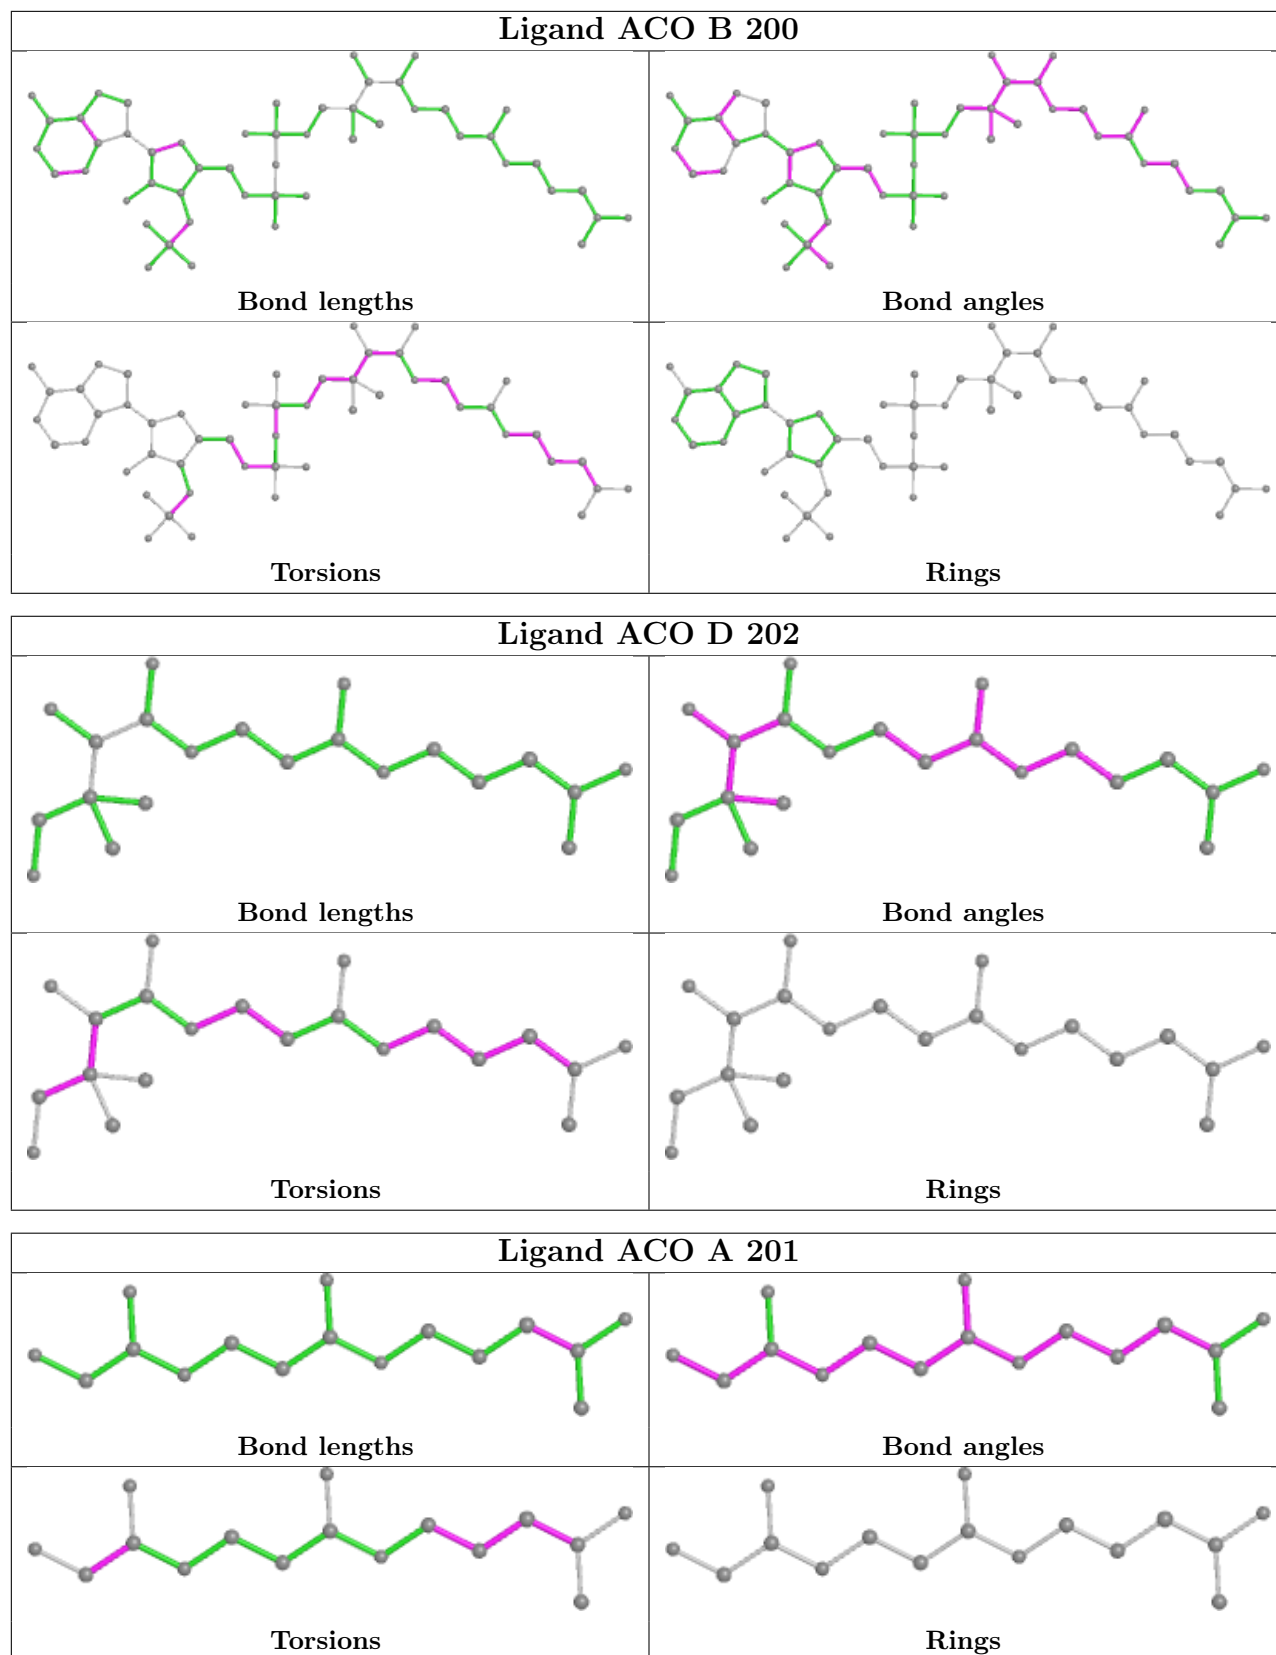 Ligand ACO B 200
Bond lengths
Bond angles
Torsions
Rings
Ligand ACO D 202
Bond lengths
Bond angles
Torsions
Rings
Ligand ACO A 201
Bond lengths
Bond angles
Torsions
Rings